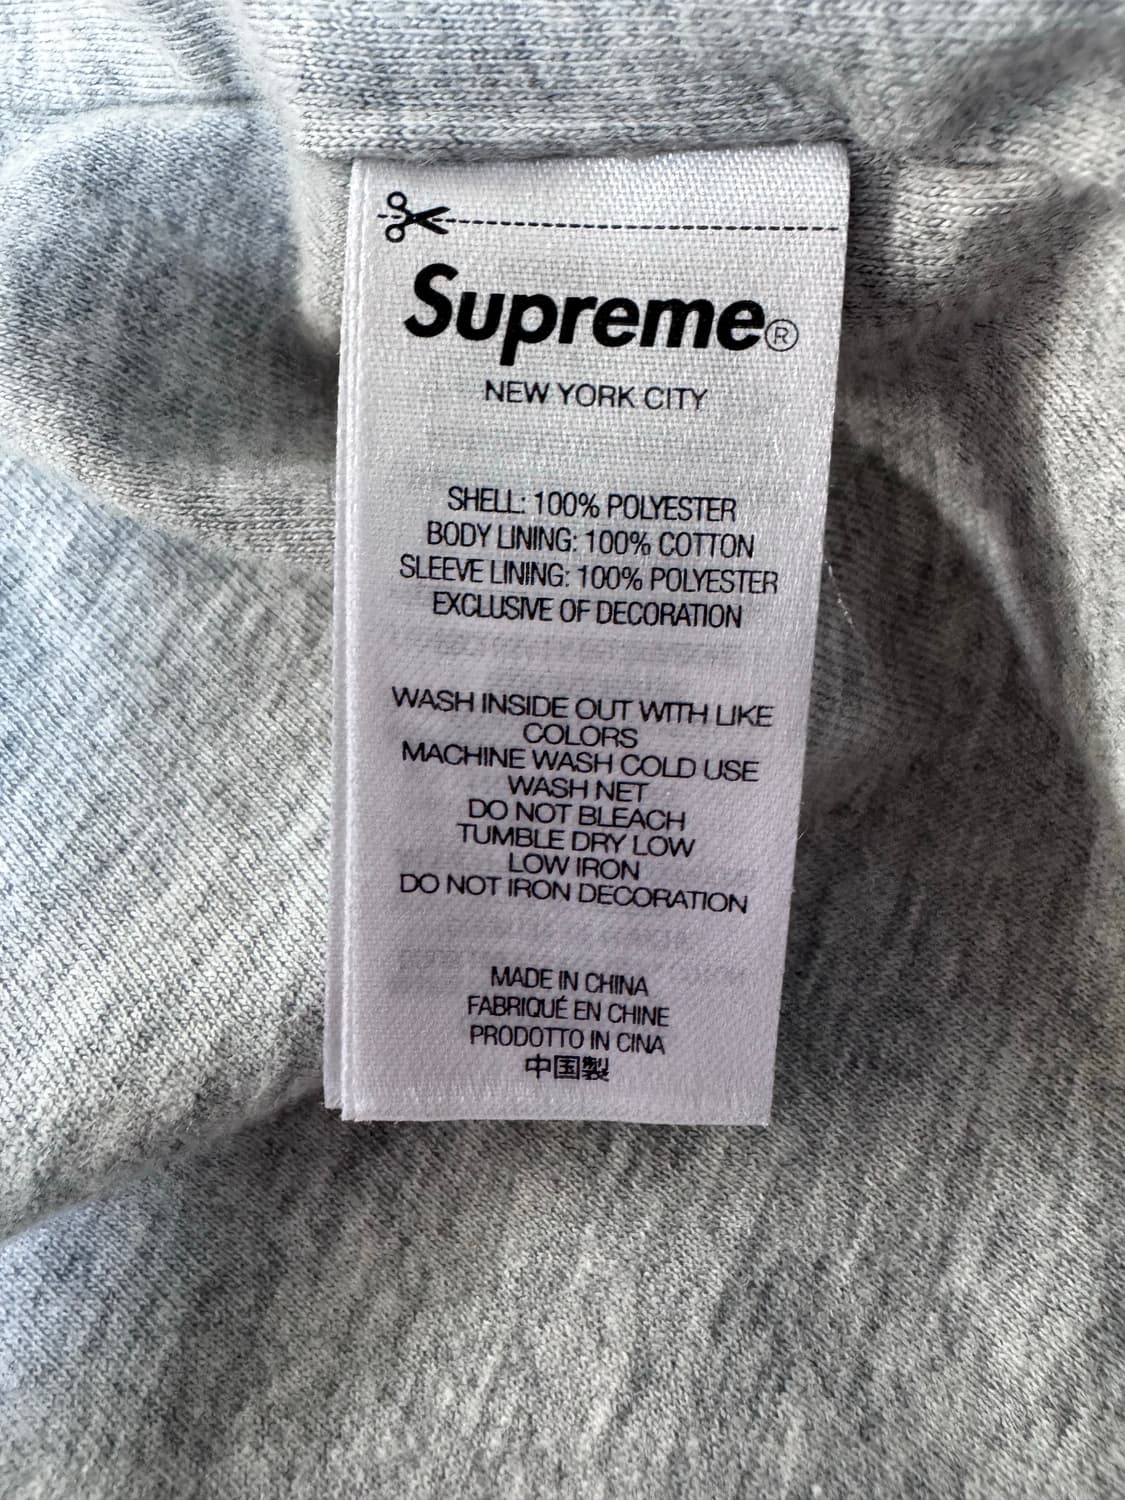 Supreme®
NEW YORK CITY
SHELL: 100% POLYESTER
BODY LINING: 100% COTTON
SLEEVE LINING: 100% POLYESTER
EXCLUSIVE OF DECORATION
WASH INSIDE OUT WITH LIKE
COLORS
MACHINE WASH COLD USE
WASH NET
DO NOT BLEACH
TUMBLE DRY LOW
LOW IRON
DO NOT IRON DECORATION
MADE IN CHINA
FABRIQUÉ EN CHINE
PRODOTTO IN CINA
中国製